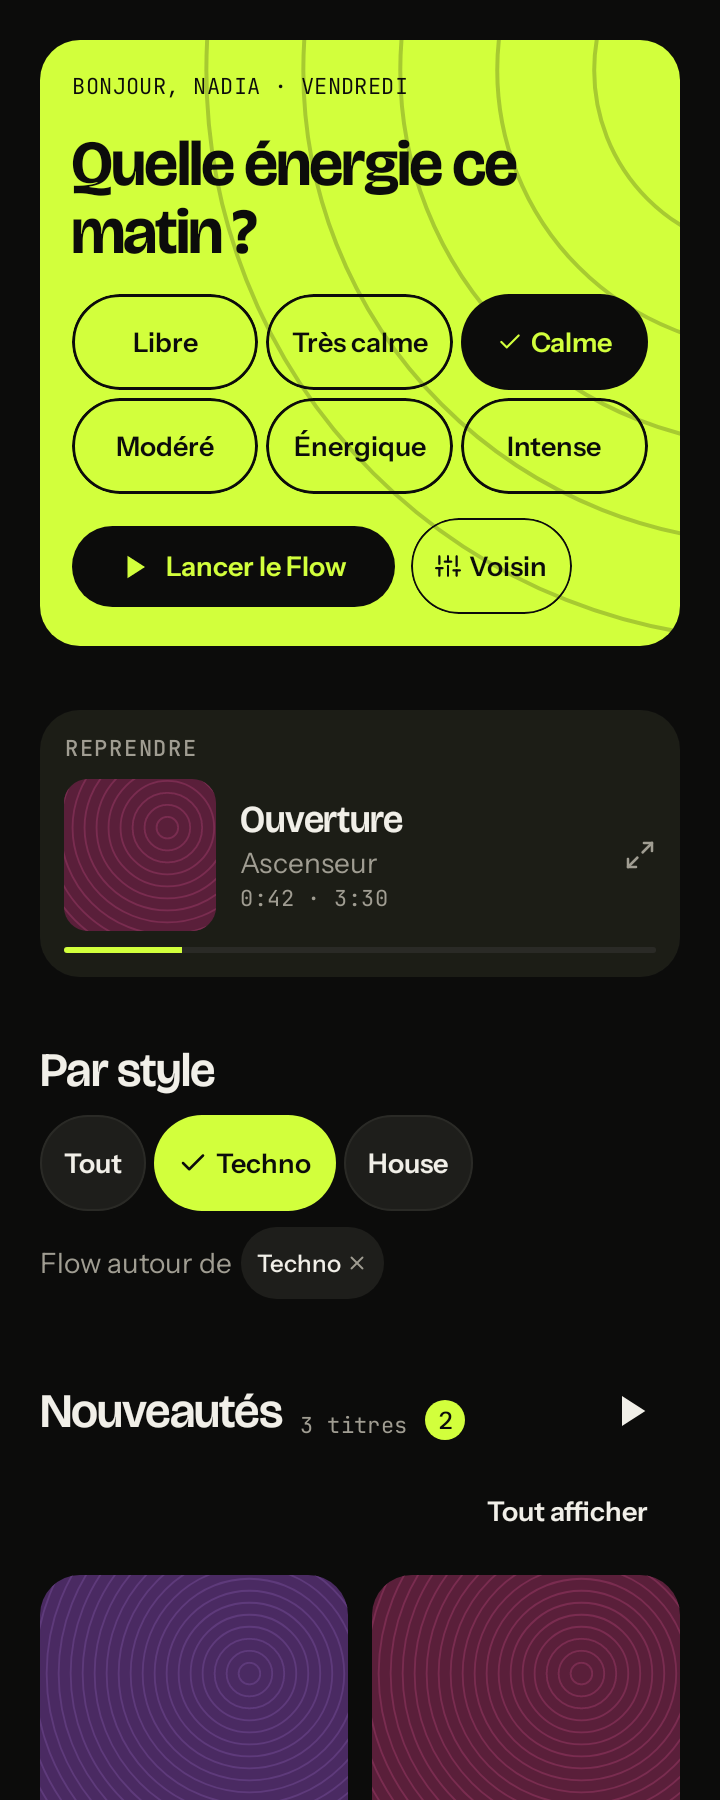 BONJOUR, NADIA · VENDREDI
Quelle énergie ce
matin ?
Libre
Très calme
Calme
Modéré
Énergique
Intense
Lancer le Flow
Voisin
REPRENDRE
Ouverture
Ascenseur
0:42 · 3:30
Par style
Tout
Techno
House
Flow autour de Techno ×
Nouveautés 3 titres 2
Tout afficher